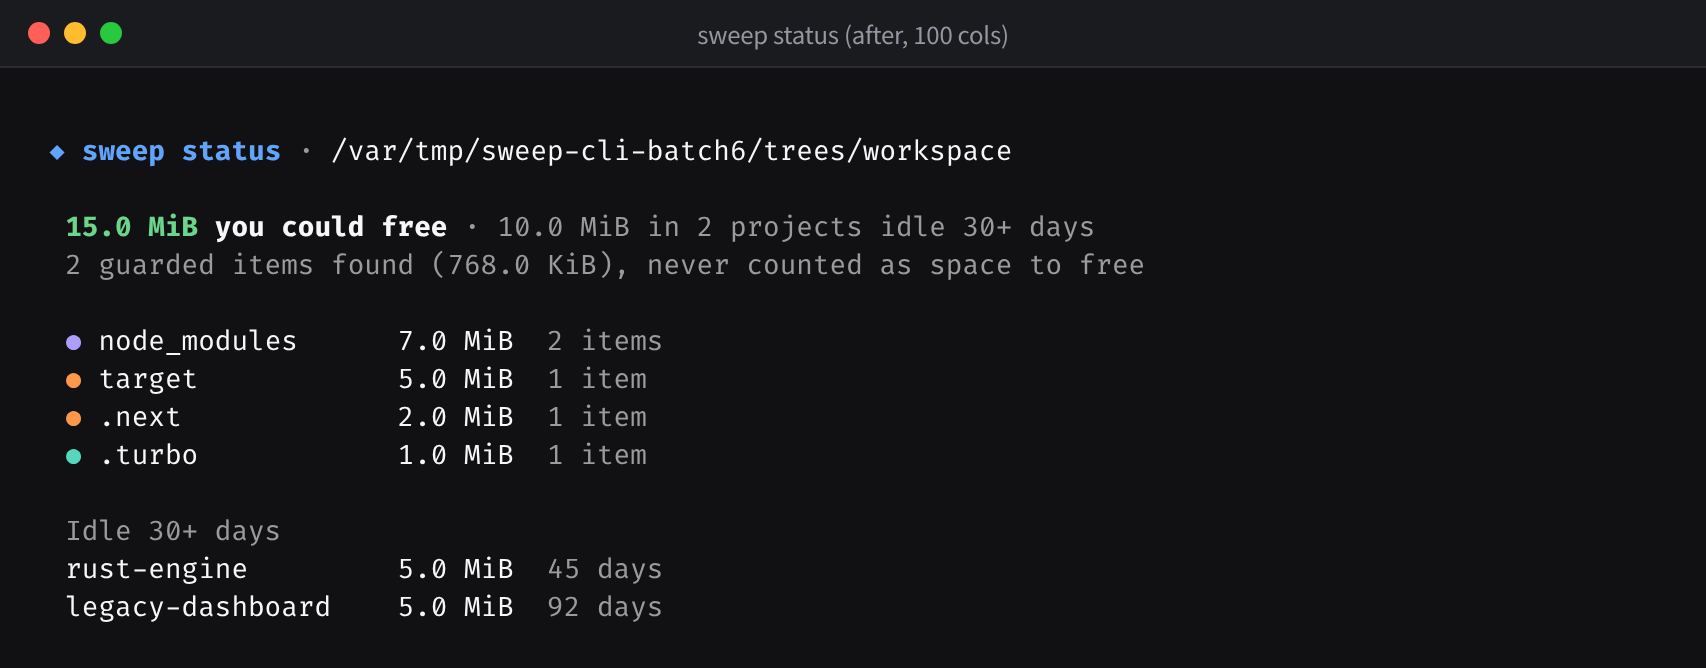 sweep status (after, 100 cols)
◆ sweep status · /var/tmp/sweep-cli-batch6/trees/workspace
15.0 MiB you could free · 10.0 MiB in 2 projects idle 30+ days
2 guarded items found (768.0 KiB), never counted as space to free
● node_modules 7.0 MiB 2 items
● target 5.0 MiB 1 item
● .next 2.0 MiB 1 item
● .turbo 1.0 MiB 1 item
Idle 30+ days
rust-engine 5.0 MiB 45 days
legacy-dashboard 5.0 MiB 92 days